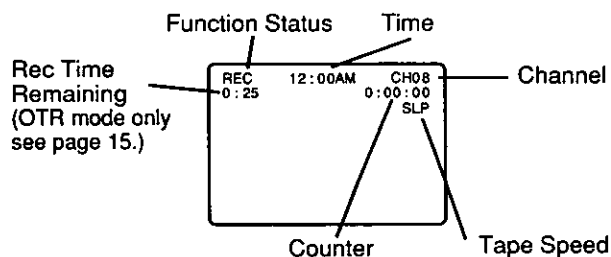 Function Status
Time
Rec Time
Remaining
(OTR mode only
see page 15.)
REC 12:00AM CH08
0:25 0:00:00
SLP
Channel
Counter
Tape Speed